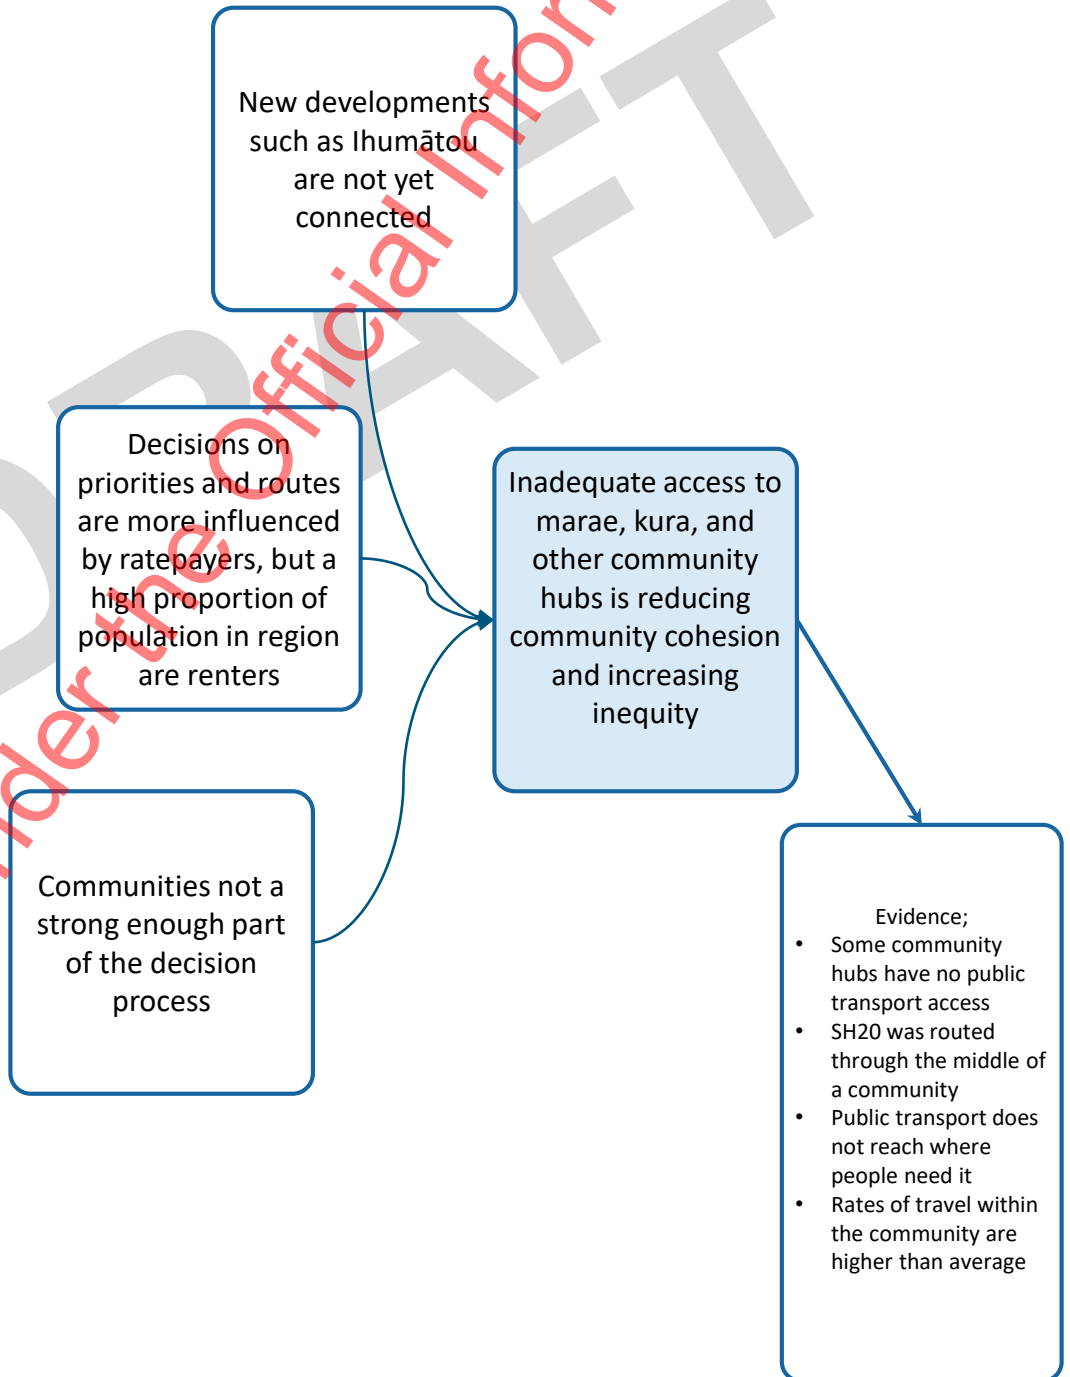 New developments
such as Ihumātou
are not yet
connected
Decisions on
priorities and routes
are more influenced
by ratepayers, but a
high proportion of
population in region
are renters
Communities not a
strong enough part
of the decision
process
Inadequate access to
marae, kura, and
other community
hubs is reducing
community cohesion
and increasing
inequity
Evidence;
• Some community
hubs have no public
transport access
• SH20 was routed
through the middle of
a community
• Public transport does
not reach where
people need it
• Rates of travel within
the community are
higher than average
DRAFT
the Official